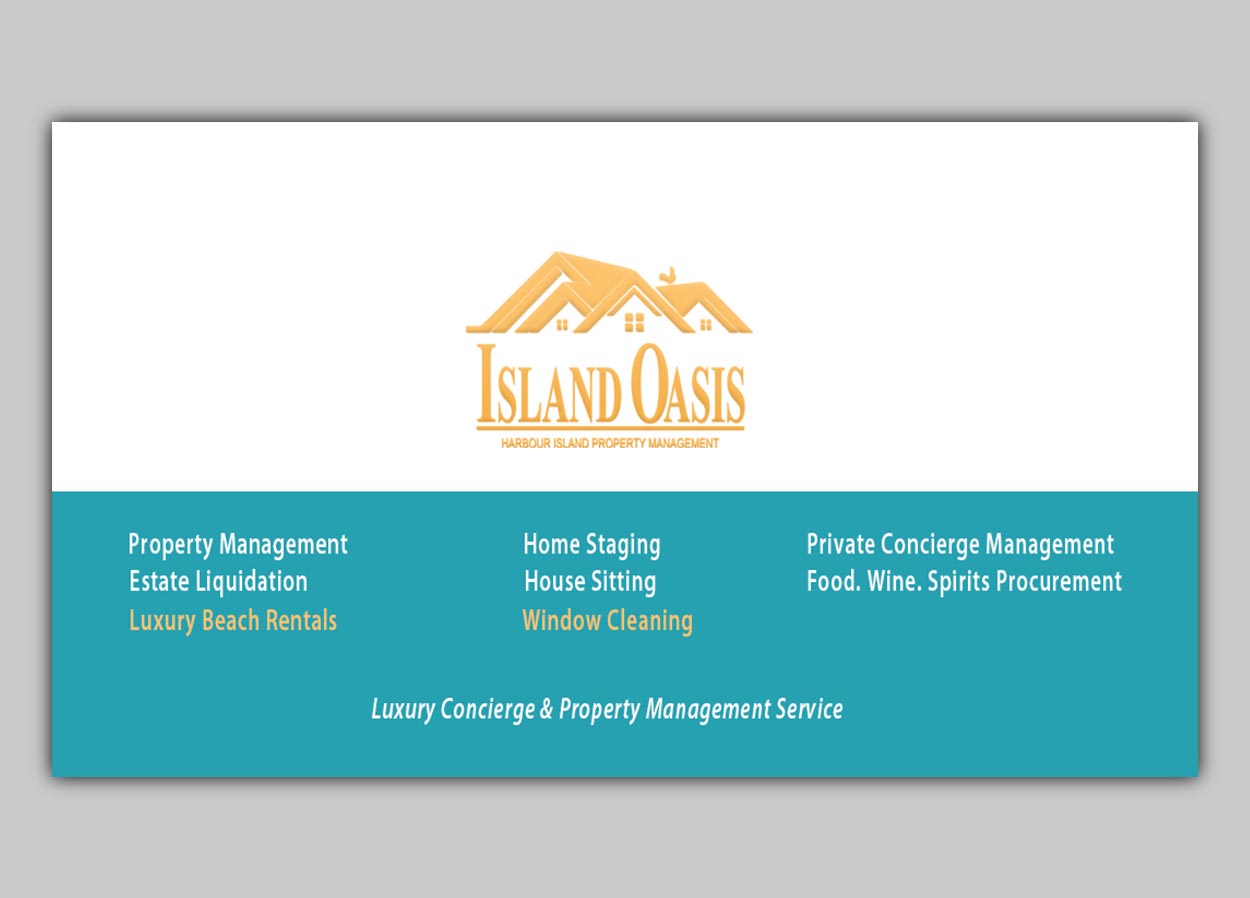 ISLAND OASIS
HARBOUR ISLAND PROPERTY MANAGEMENT
Property Management
Estate Liquidation
Luxury Beach Rentals
Home Staging
House Sitting
Window Cleaning
Private Concierge Management
Food. Wine. Spirits Procurement
Luxury Concierge & Property Management Service